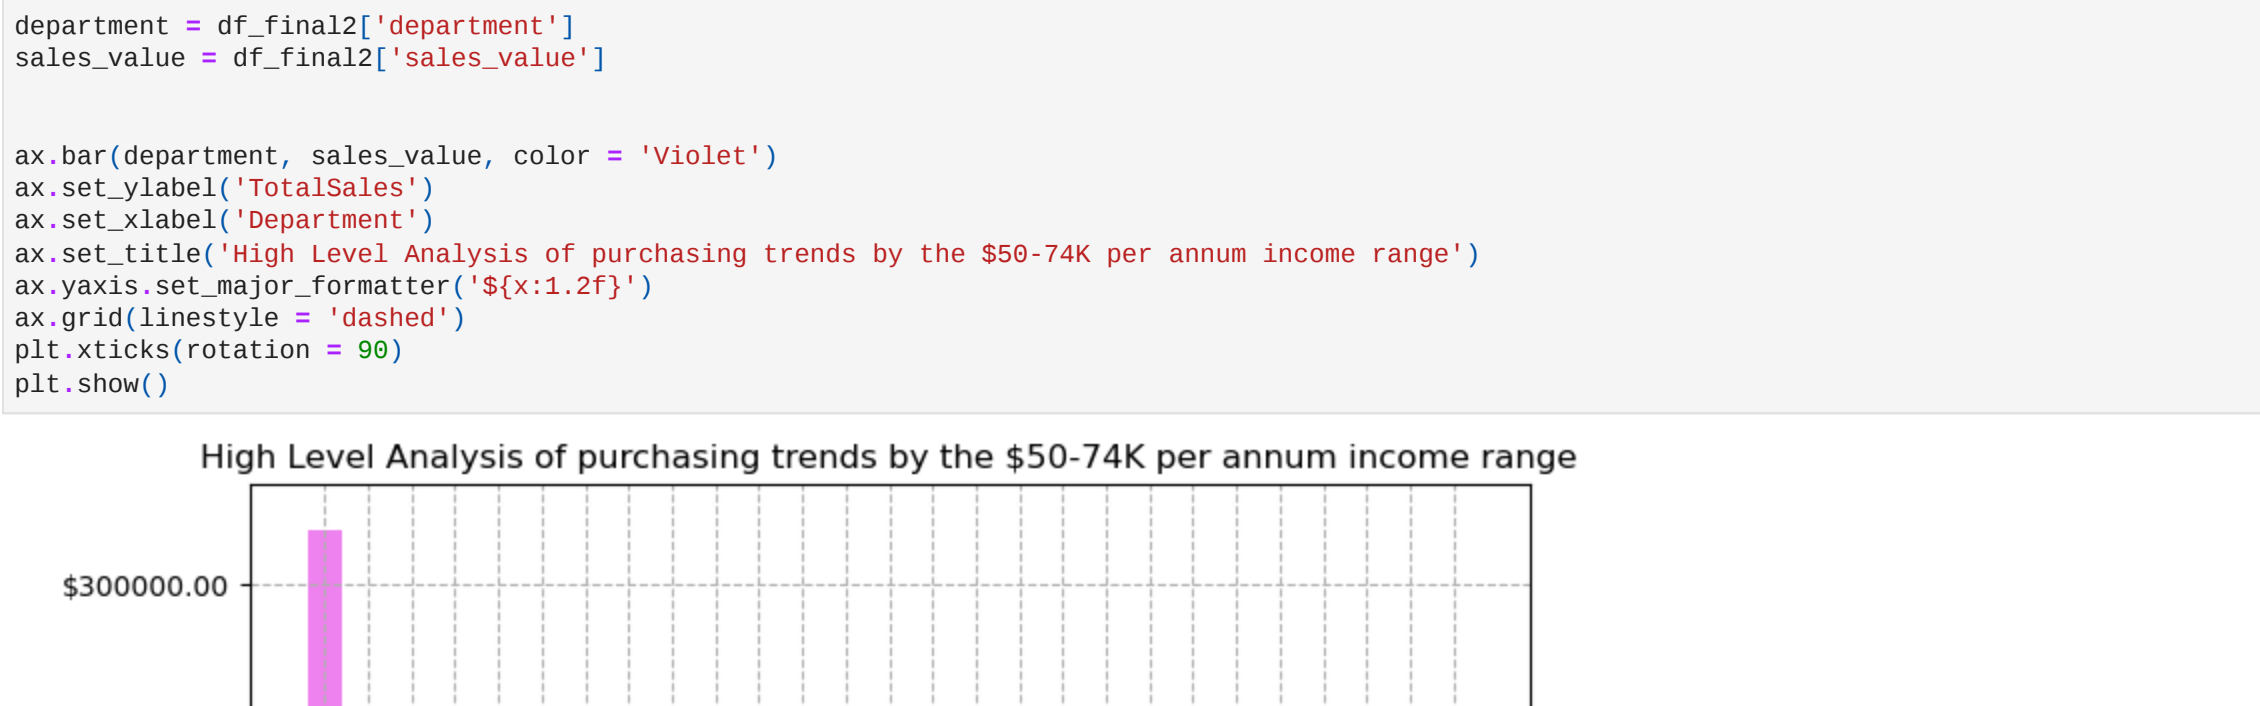 department = df_final2['department']
sales_value = df_final2['sales_value']
ax.bar(department, sales_value, color = 'Violet')
ax.set_ylabel('TotalSales')
ax.set_xlabel('Department')
ax.set_title('High Level Analysis of purchasing trends by the $50-74K per annum income range')
ax.yaxis.set_major_formatter('${x:1.2f}')
ax.grid(linestyle = 'dashed')
plt.xticks(rotation = 90)
plt.show()
High Level Analysis of purchasing trends by the $50-74K per annum income range
$300000.00